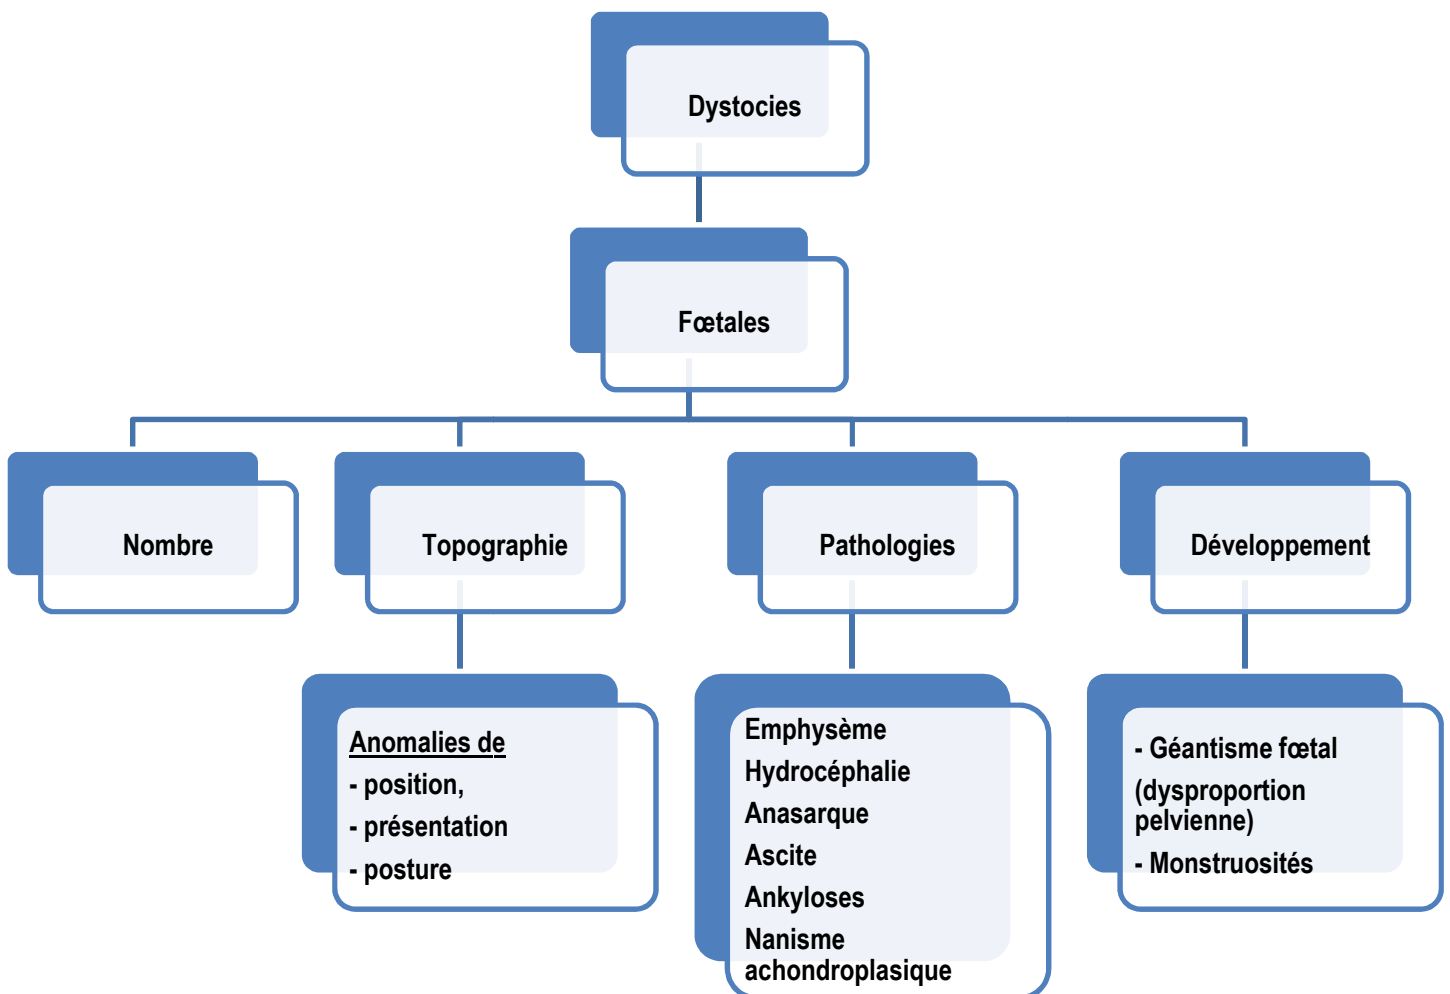 Dystocies
Fœtales
Nombre
Topographie
Pathologies
Développement
Anomalies de
- position,
- présentation
- posture
Emphysème
Hydrocéphalie
Anasarque
Ascite
Ankyloses
Nanisme
achondroplasique
- Géantisme fœtal
(dysproportion
pelvienne)
- Monstruosités